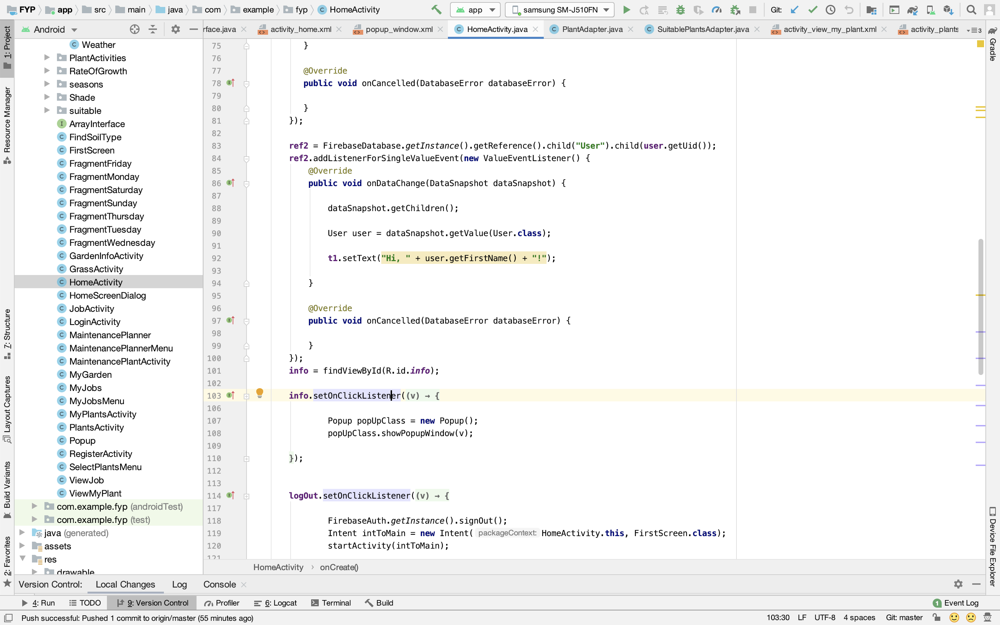 FYP app src main java com example fyp HomeActivity app samsung SM-J510FN Git:
Android rface.java activity_home.xml popup_window.xml HomeActivity.java PlantAdapter.java SuitablePlantsAdapter.java activity_view_my_plant.xml activity_plants 3
1: Project
Resource Manager
7: Structure
Layout Captures
Build Variants
2: Favorites
Weather
PlantActivities
RateOfGrowth
seasons
Shade
suitable
ArrayInterface
FindSoilType
FirstScreen
FragmentFriday
FragmentMonday
FragmentSaturday
FragmentSunday
FragmentThursday
FragmentTuesday
FragmentWednesday
GardenInfoActivity
GrassActivity
HomeActivity
HomeScreenDialog
JobActivity
LoginActivity
MaintenancePlanner
MaintenancePlannerMenu
MaintenancePlantActivity
MyGarden
MyJobs
MyJobsMenu
MyPlantsActivity
PlantsActivity
Popup
RegisterActivity
SelectPlantsMenu
ViewJob
ViewMyPlant
com.example.fyp (androidTest)
com.example.fyp (test)
java (generated)
assets
res
drawable
75 }
76
77 @Override
78 public void onCancelled(DatabaseError databaseError) {
79
80 }
81 });
82
83 ref2 = FirebaseDatabase.getInstance().getReference().child("User").child(user.getUid());
84 ref2.addListenerForSingleValueEvent(new ValueEventListener() {
85 @Override
86 public void onDataChange(DataSnapshot dataSnapshot) {
87
88 dataSnapshot.getChildren();
89
90 User user = dataSnapshot.getValue(User.class);
91
92 t1.setText("Hi, " + user.getFirstName() + "!");
93
94 }
95
96 @Override
97 public void onCancelled(DatabaseError databaseError) {
98
99 }
100 });
101 info = findViewById(R.id.info);
102
103 info.setOnClickListener((v) → {
106
107 Popup popUpClass = new Popup();
108 popUpClass.showPopupWindow(v);
109
110 });
112
113
114 logOut.setOnClickListener((v) → {
117
118 FirebaseAuth.getInstance().signOut();
119 Intent intToMain = new Intent( packageContext: HomeActivity.this, FirstScreen.class);
120 startActivity(intToMain);
121
HomeActivity › onCreate()
Gradle
Device File Explorer
Version Control: Local Changes Log Console
4: Run TODO 9: Version Control Profiler 6: Logcat Terminal Build 1 Event Log
Push successful: Pushed 1 commit to origin/master (55 minutes ago) 103:30 LF UTF-8 4 spaces Git: master